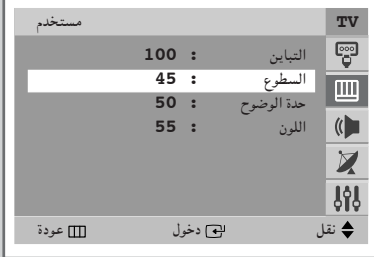 TV مستخدم
التباين : 100
السطوع : 45
حدة الوضوح : 50
اللون : 55
نقل دخول عودة